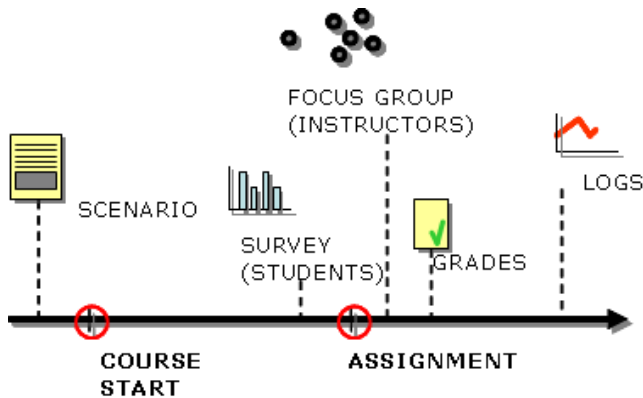 FOCUS GROUP
(INSTRUCTORS)
LOGS
SCENARIO
SURVEY
(STUDENTS)
GRADES
COURSE
START
ASSIGNMENT